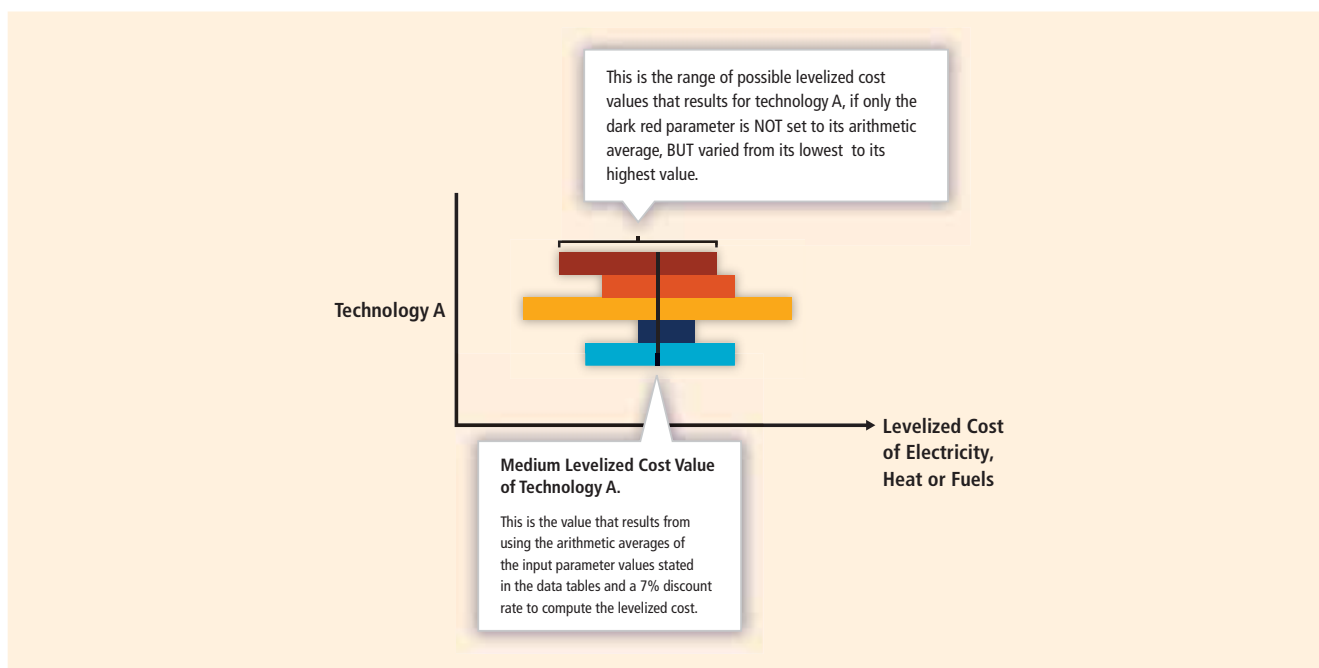 This is the range of possible levelized cost
values that results for technology A, if only the
dark red parameter is NOT set to its arithmetic
average, BUT varied from its lowest to its
highest value.
Technology A
Levelized Cost
of Electricity,
Heat or Fuels
Medium Levelized Cost Value
of Technology A.
This is the value that results from
using the arithmetic averages of
the input parameter values stated
in the data tables and a 7% discount
rate to compute the levelized cost.